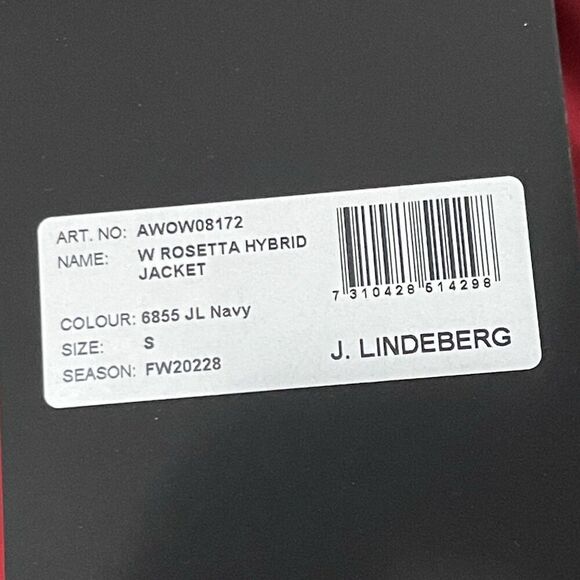 ART. NO: AWOW08172
NAME: W ROSETTA HYBRID
JACKET
COLOUR: 6855 JL Navy
SIZE: S
SEASON: FW20228
7 310428 514298
J. LINDEBERG